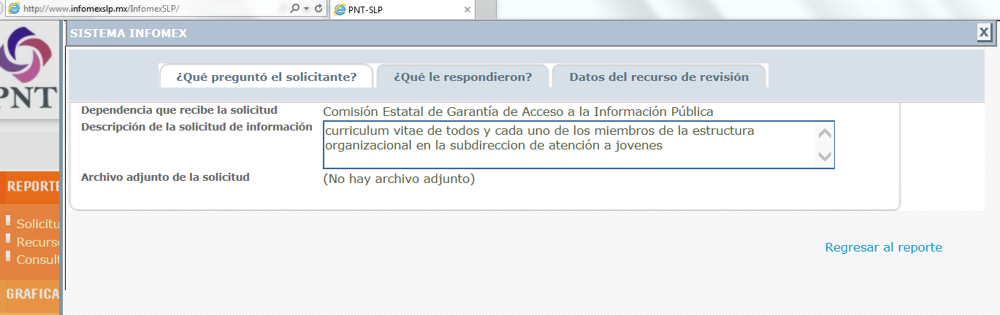 http://www.infomexslp.mx/InfomexSLP/
PNT-SLP
SISTEMA INFOMEX
X
PNT
¿Qué preguntó el solicitante?
¿Qué le respondieron?
Datos del recurso de revisión
Dependencia que recibe la solicitud
Comisión Estatal de Garantía de Acceso a la Información Pública
Descripción de la solicitud de información
curriculum vitae de todos y cada uno de los miembros de la estructura
organizacional en la subdireccion de atención a jovenes
Archivo adjunto de la solicitud
(No hay archivo adjunto)
REPORTE
Solicitu
Recurso
Consult
GRAFICA
Regresar al reporte